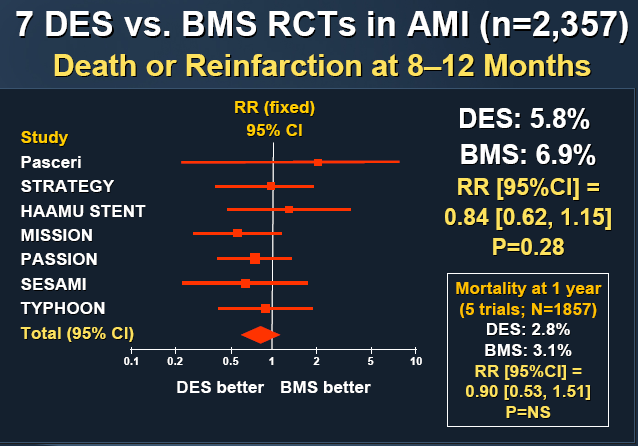 7 DES vs. BMS RCTs in AMI (n=2,357)
Death or Reinfarction at 8–12 Months
RR (fixed)
95% CI
Study
Pasceri
STRATEGY
HAAMU STENT
MISSION
PASSION
SESAMI
TYPHOON
Total (95% CI)
0.1 0.2 0.5 1 2 5 10
DES better BMS better
DES: 5.8%
BMS: 6.9%
RR [95%CI] =
0.84 [0.62, 1.15]
P=0.28
Mortality at 1 year
(5 trials; N=1857)
DES: 2.8%
BMS: 3.1%
RR [95%CI] =
0.90 [0.53, 1.51]
P=NS